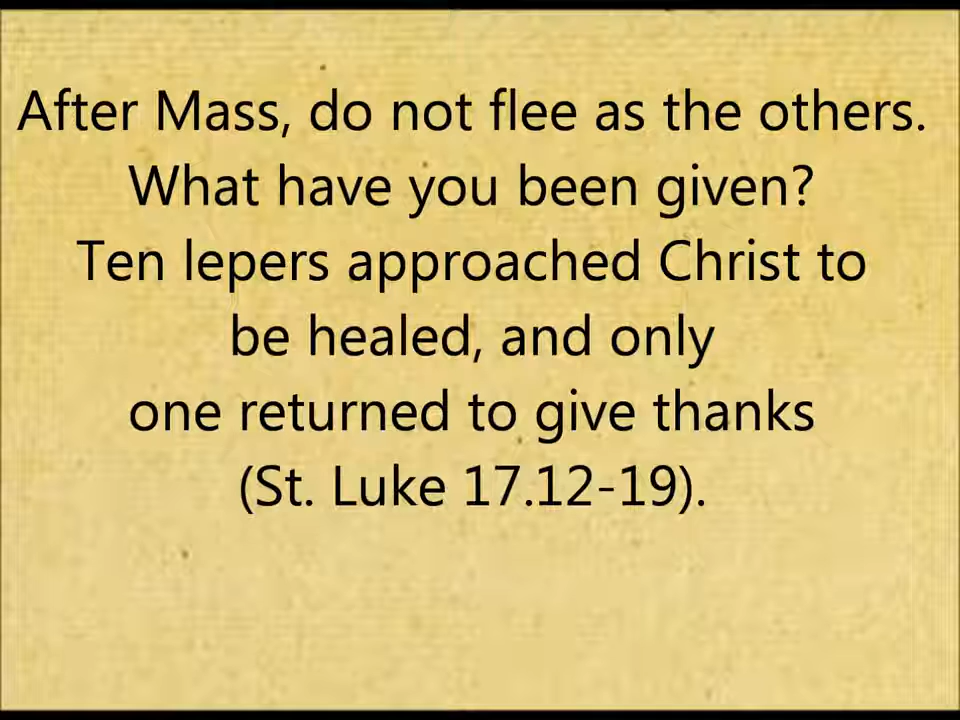 After Mass, do not flee as the others.
What have you been given?
Ten lepers approached Christ to
be healed, and only
one returned to give thanks
(St. Luke 17.12-19).